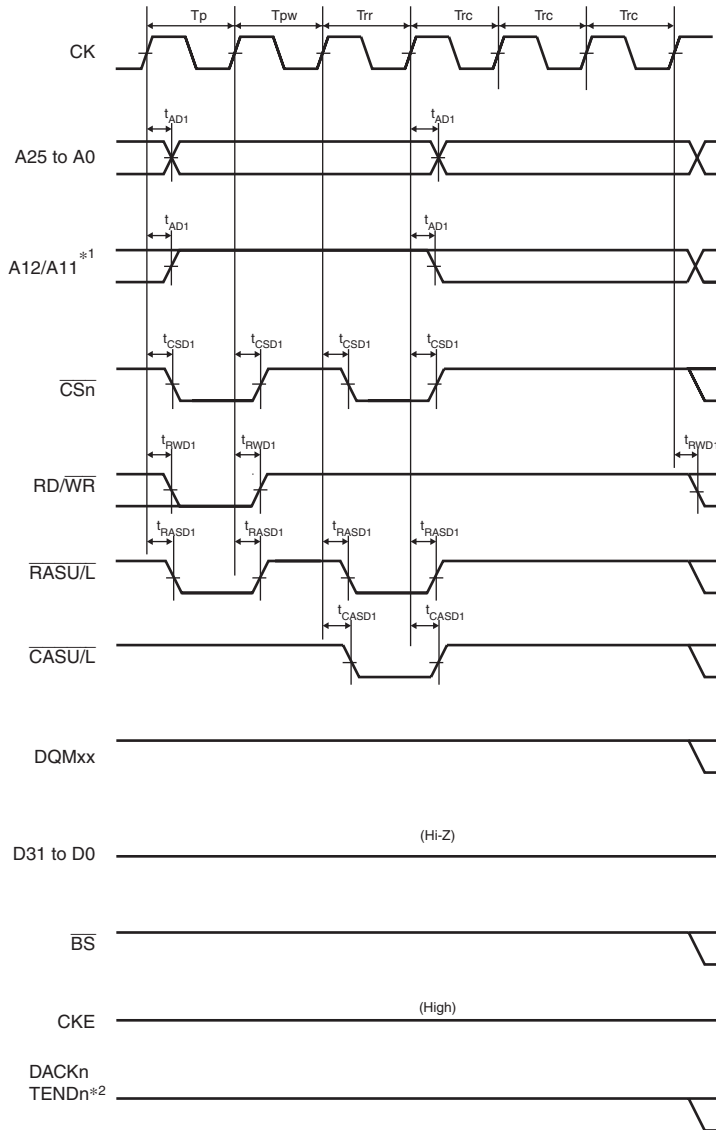 Tp Tpw Trr Trc Trc Trc
CK
tAD1 tAD1
A25 to A0
tAD1 tAD1
A12/A11*1
tCSD1 tCSD1 tCSD1 tCSD1
CSn
tRWD1 tRWD1 tRWD1
RD/WR
tRASD1 tRASD1 tRASD1 tRASD1
RASU/L
tCASD1 tCASD1
CASU/L
DQMxx
(Hi-Z)
D31 to D0
BS
(High)
CKE
DACKn
TENDn*2